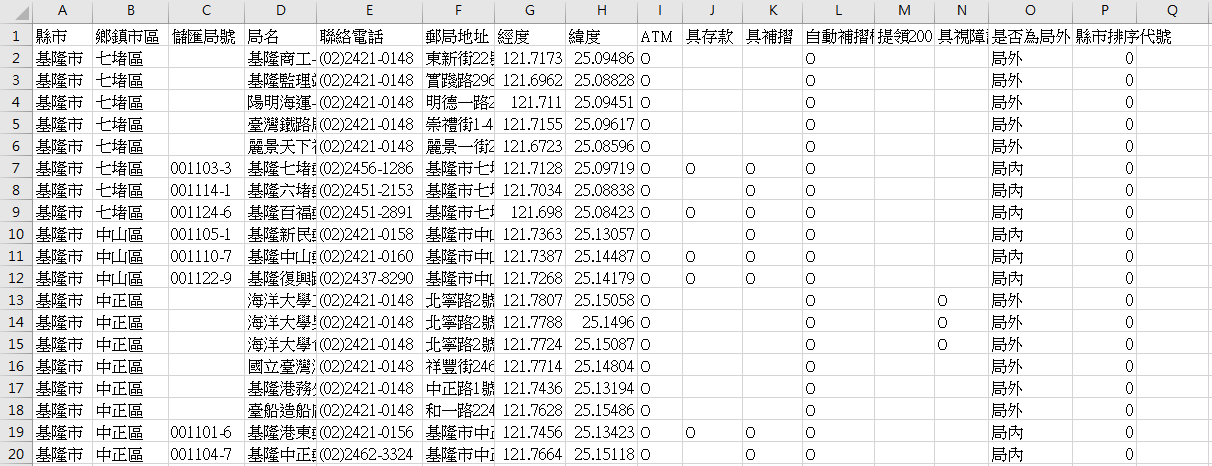 A B C D E F G H I J K L M N O P Q
1 縣市 鄉鎮市區 儲匯局號 局名 聯絡電話 郵局地址 經度 緯度 ATM 具存款 具補摺 自動補摺 提領200 具視障 是否為局外 縣市排序代號
2 基隆市 七堵區 基隆商工 (02)2421-0148 東新街22 121.7173 25.09486 O O 局外 0
3 基隆市 七堵區 基隆監理 (02)2421-0148 實踐路296 121.6962 25.08828 O O 局外 0
4 基隆市 七堵區 陽明海運 (02)2421-0148 明德一路2 121.711 25.09451 O O 局外 0
5 基隆市 七堵區 臺灣鐵路 (02)2421-0148 崇禮街1-4 121.7155 25.09617 O O 局外 0
6 基隆市 七堵區 麗景天下 (02)2421-0148 麗景一街2 121.6723 25.08596 O O 局外 0
7 基隆市 七堵區 001103-3 基隆七堵 (02)2456-1286 基隆市七 121.7128 25.09719 O O O O 局內 0
8 基隆市 七堵區 001114-1 基隆六堵 (02)2451-2153 基隆市七 121.7034 25.08838 O O O 局內 0
9 基隆市 七堵區 001124-6 基隆百福 (02)2451-2891 基隆市七 121.698 25.08423 O O O O 局內 0
10 基隆市 中山區 001105-1 基隆新民 (02)2421-0158 基隆市中 121.7363 25.13057 O O O 局內 0
11 基隆市 中山區 001110-7 基隆中山 (02)2421-0160 基隆市中 121.7387 25.14487 O O O O 局內 0
12 基隆市 中山區 001122-9 基隆復興 (02)2437-8290 基隆市中 121.7268 25.14179 O O O O 局內 0
13 基隆市 中正區 海洋大學 (02)2421-0148 北寧路2號 121.7807 25.15058 O O O 局外 0
14 基隆市 中正區 海洋大學 (02)2421-0148 北寧路2號 121.7788 25.1496 O O O 局外 0
15 基隆市 中正區 海洋大學 (02)2421-0148 北寧路2號 121.7724 25.15087 O O O 局外 0
16 基隆市 中正區 國立臺灣 (02)2421-0148 祥豐街246 121.7714 25.14804 O O 局外 0
17 基隆市 中正區 基隆港務 (02)2421-0148 中正路1號 121.7436 25.13194 O O 局外 0
18 基隆市 中正區 臺船造船 (02)2421-0148 和一路224 121.7628 25.15486 O O 局外 0
19 基隆市 中正區 001101-6 基隆港東 (02)2421-0156 基隆市中 121.7456 25.13423 O O O O 局內 0
20 基隆市 中正區 001104-7 基隆中正 (02)2462-3324 基隆市中 121.7664 25.15118 O O O 局內 0